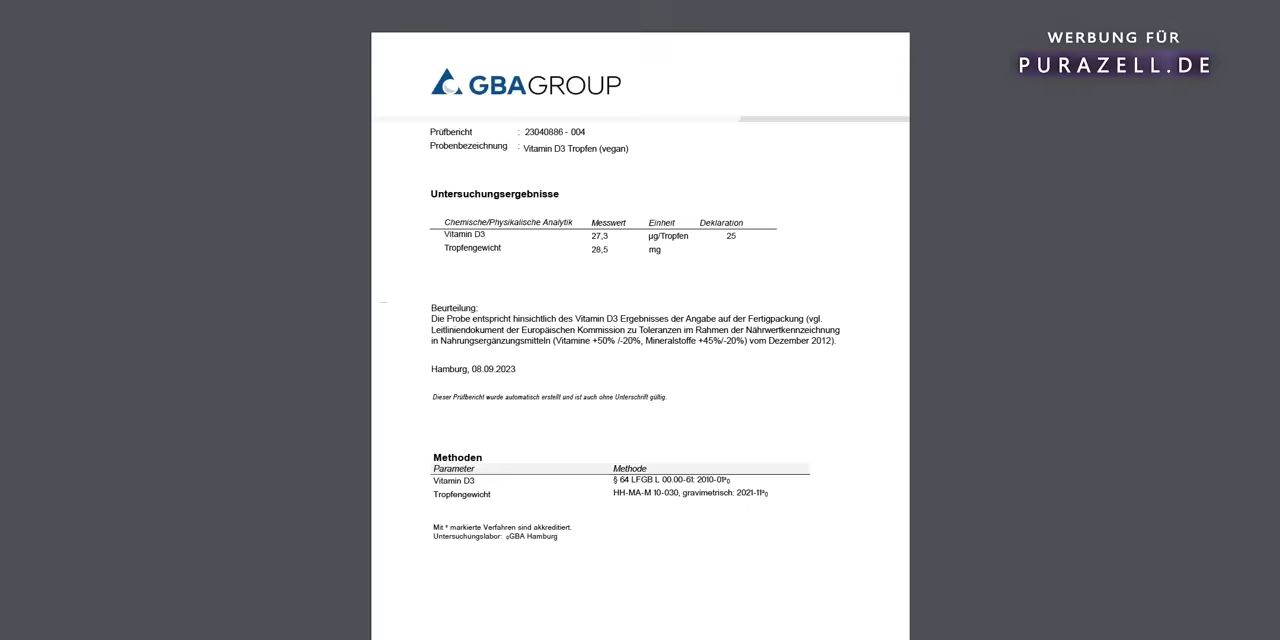 WERBUNG FÜR
PURAZELL.DE
GBAGROUP
Prüfbericht : 23040886 - 004
Probenbezeichnung : Vitamin D3 Tropfen (vegan)
Untersuchungsergebnisse
Chemische/Physikalische Analytik Messwert Einheit Deklaration
Vitamin D3 27,3 µg/Tropfen 25
Tropfengewicht 28,5 mg
Beurteilung:
Die Probe entspricht hinsichtlich des Vitamin D3 Ergebnisses der Angabe auf der Fertigpackung (vgl.
Leitliniendokument der Europäischen Kommission zu Toleranzen im Rahmen der Nährwertkennzeichnung
in Nahrungsergänzungsmitteln (Vitamine +50% /-20%, Mineralstoffe +45%/-20%) vom Dezember 2012).
Hamburg, 08.09.2023
Dieser Prüfbericht wurde automatisch erstellt und ist auch ohne Unterschrift gültig.
Methoden
Parameter Methode
Vitamin D3 § 64 LFGB L 00.00-61: 2010-01ª₀
Tropfengewicht HH-MA-M 10-030, gravimetrisch: 2021-11ª₀
Mit ª markierte Verfahren sind akkreditiert.
Untersuchungslabor: ₀GBA Hamburg